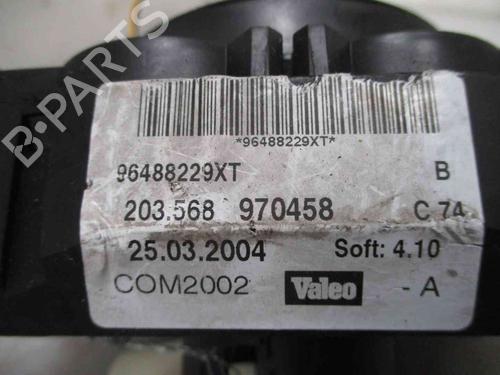 *96488229XT*
96488229XT B
203.568 970458 C 74
25.03.2004 Soft: 4.10
COM2002 Valeo - A
B-PARTS